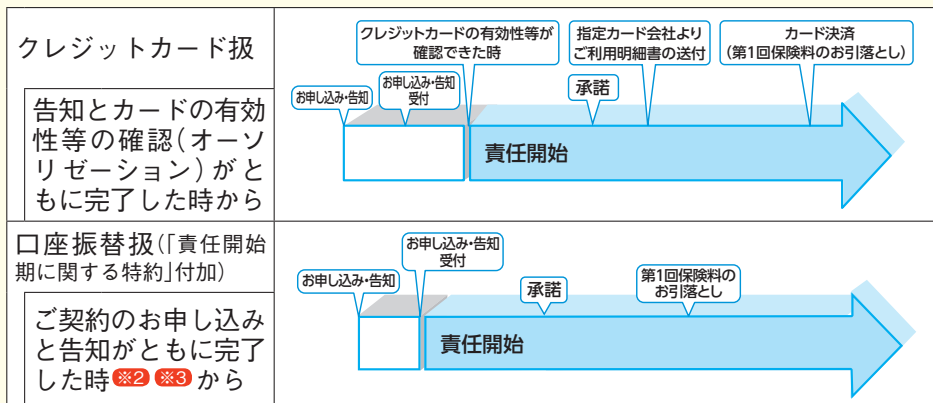 クレジットカード扱
告知とカードの有効
性等の確認(オーソ
リゼーション)がと
もに完了した時から
お申し込み・告知
お申し込み・告知
受付
クレジットカードの有効性等が
確認できた時
承諾
指定カード会社より
ご利用明細書の送付
カード決済
(第1回保険料のお引落とし)
責任開始
口座振替扱(「責任開始
期に関する特約」付加)
ご契約のお申し込み
と告知がともに完了
した時※2 ※3から
お申し込み・告知
お申し込み・告知
受付
承諾
第1回保険料の
お引落とし
責任開始